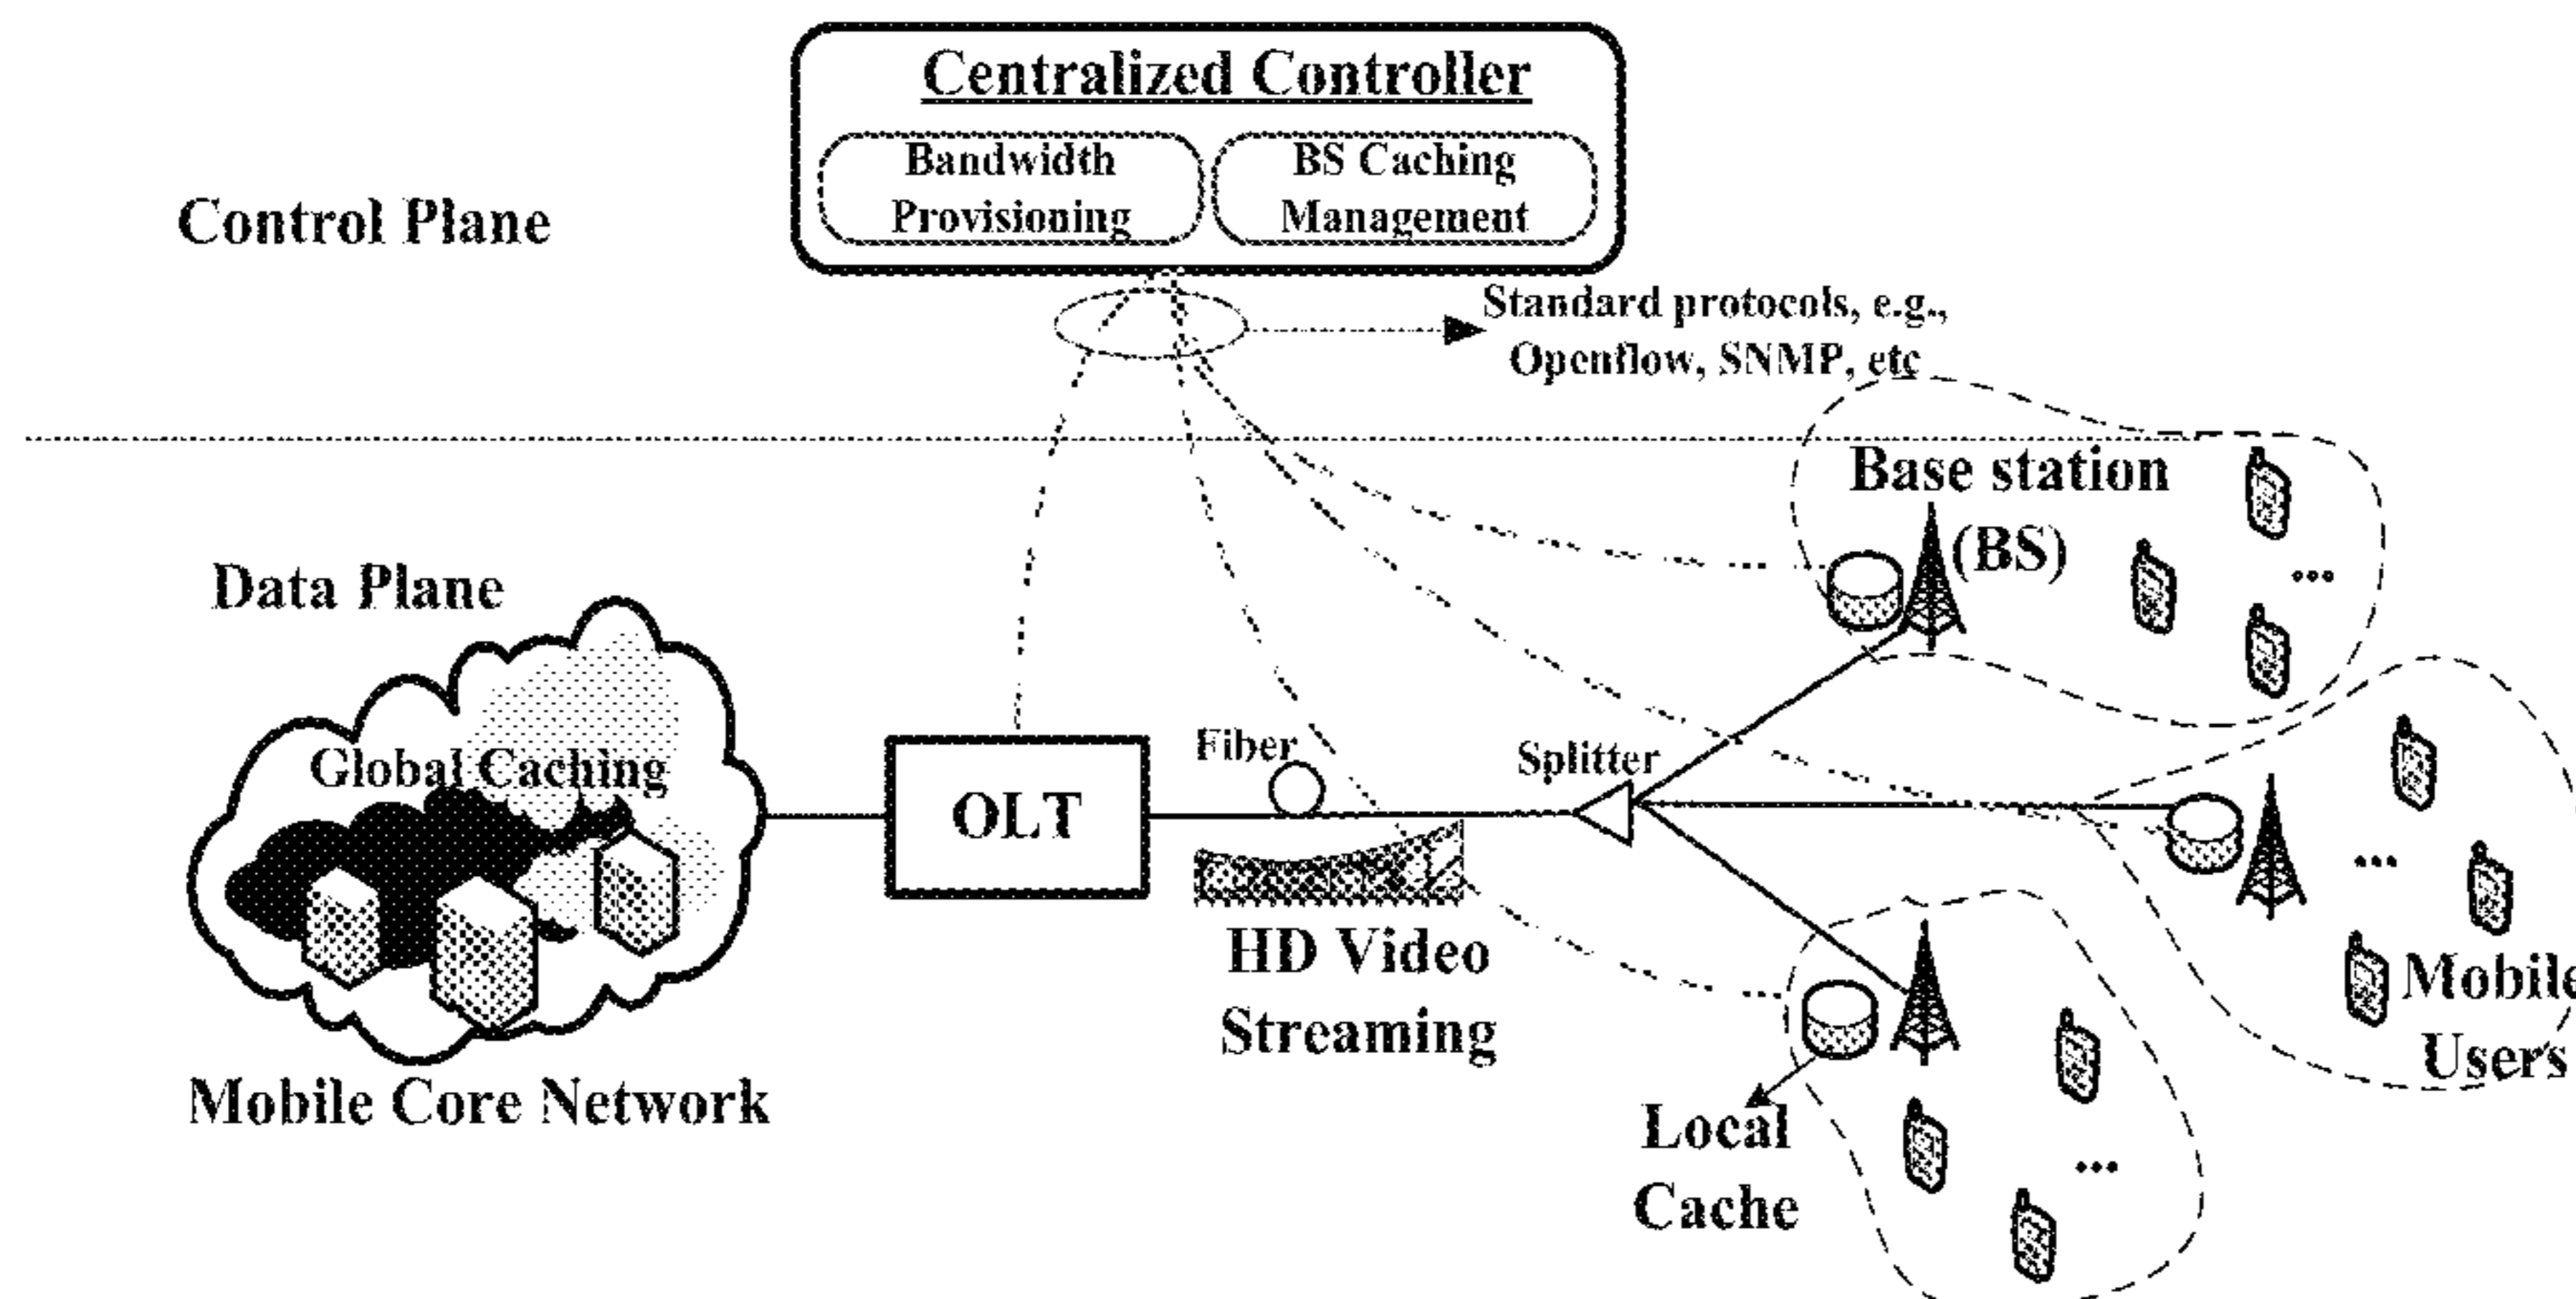 Centralized Controller
Bandwidth
Provisioning
BS Caching
Management
Control Plane
Standard protocols, e.g.,
Openflow, SNMP, etc
Base station
(BS)
Data Plane
Global Caching
OLT
Fiber
Splitter
HD Video
Streaming
Mobile Core Network
Local
Cache
Mobile
Users
...
...
...